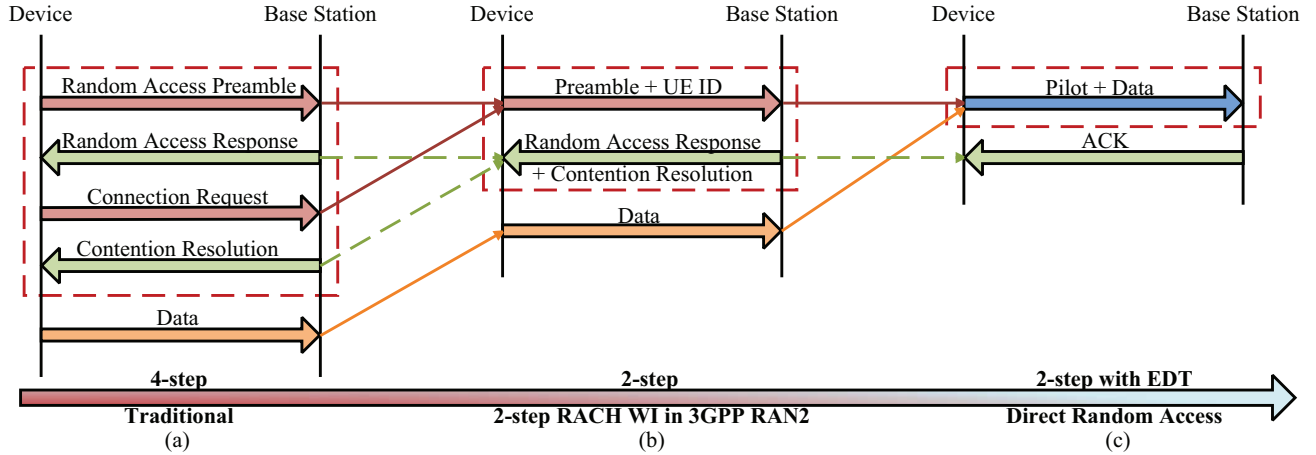 Device
Base Station
Device
Base Station
Device
Base Station
Random Access Preamble
Random Access Response
Connection Request
Contention Resolution
Data
Preamble + UE ID
Random Access Response
+ Contention Resolution
Data
Pilot + Data
ACK
4-step
2-step
2-step with EDT
Traditional
2-step RACH WI in 3GPP RAN2
Direct Random Access
(a)
(b)
(c)